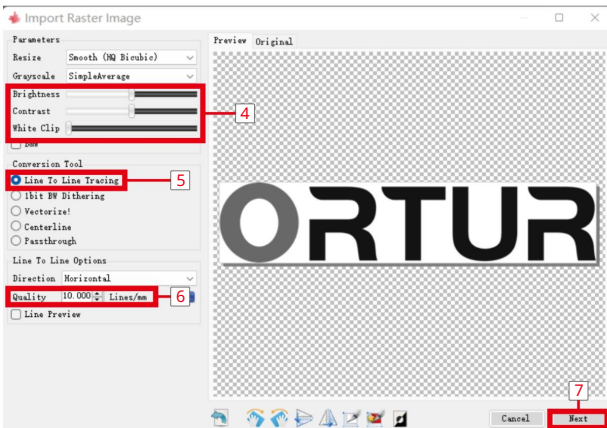 Import Raster Image
Parameters
Resize Smooth (HQ Bicubic)
Grayscale SimpleAverage
Brightness
Contrast
4
White Clip
B&W
Conversion Tool
Line To Line Tracing
5
1bit BW Dithering
Vectorize!
Centerline
Passthrough
Line To Line Options
Direction Horizontal
Quality 10.000 Lines/mm
6
Line Preview
Preview Original
ORTUR
7
Cancel Next